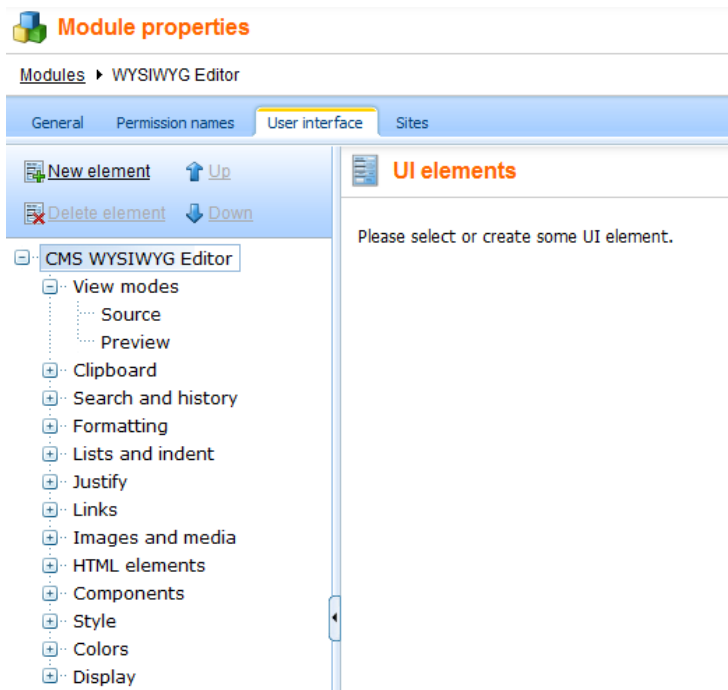 Module properties
Modules WYSIWYG Editor
General Permission names User interface Sites
New element Up
Delete element Down
UI elements
Please select or create some UI element.
CMS WYSIWYG Editor
View modes
Source
Preview
Clipboard
Search and history
Formatting
Lists and indent
Justify
Links
Images and media
HTML elements
Components
Style
Colors
Display